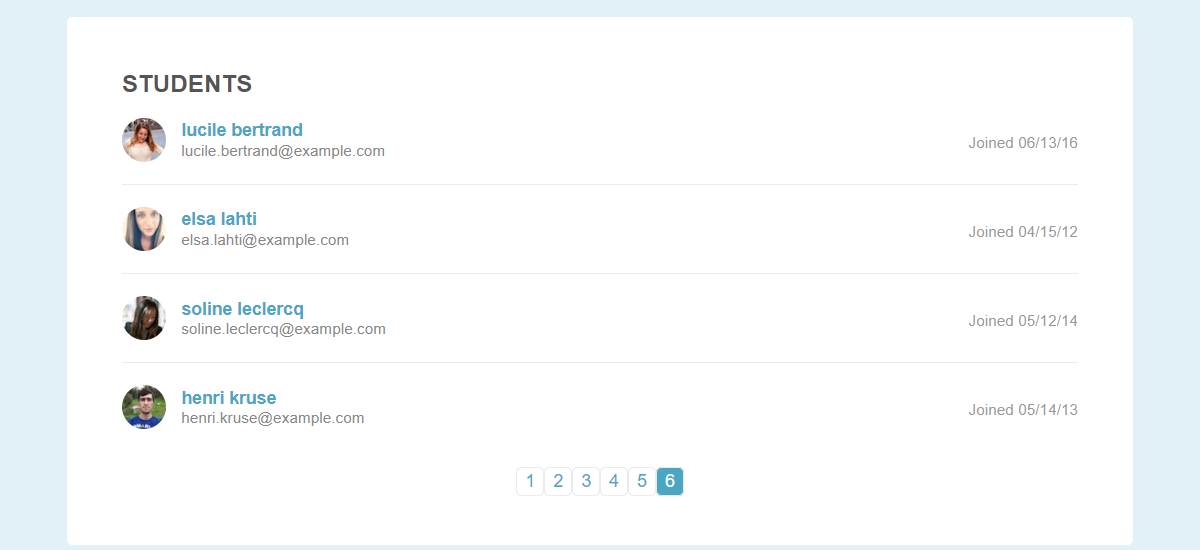 STUDENTS
lucile bertrand
lucile.bertrand@example.com
Joined 06/13/16
elsa lahti
elsa.lahti@example.com
Joined 04/15/12
soline leclercq
soline.leclercq@example.com
Joined 05/12/14
henri kruse
henri.kruse@example.com
Joined 05/14/13
1 2 3 4 5 6